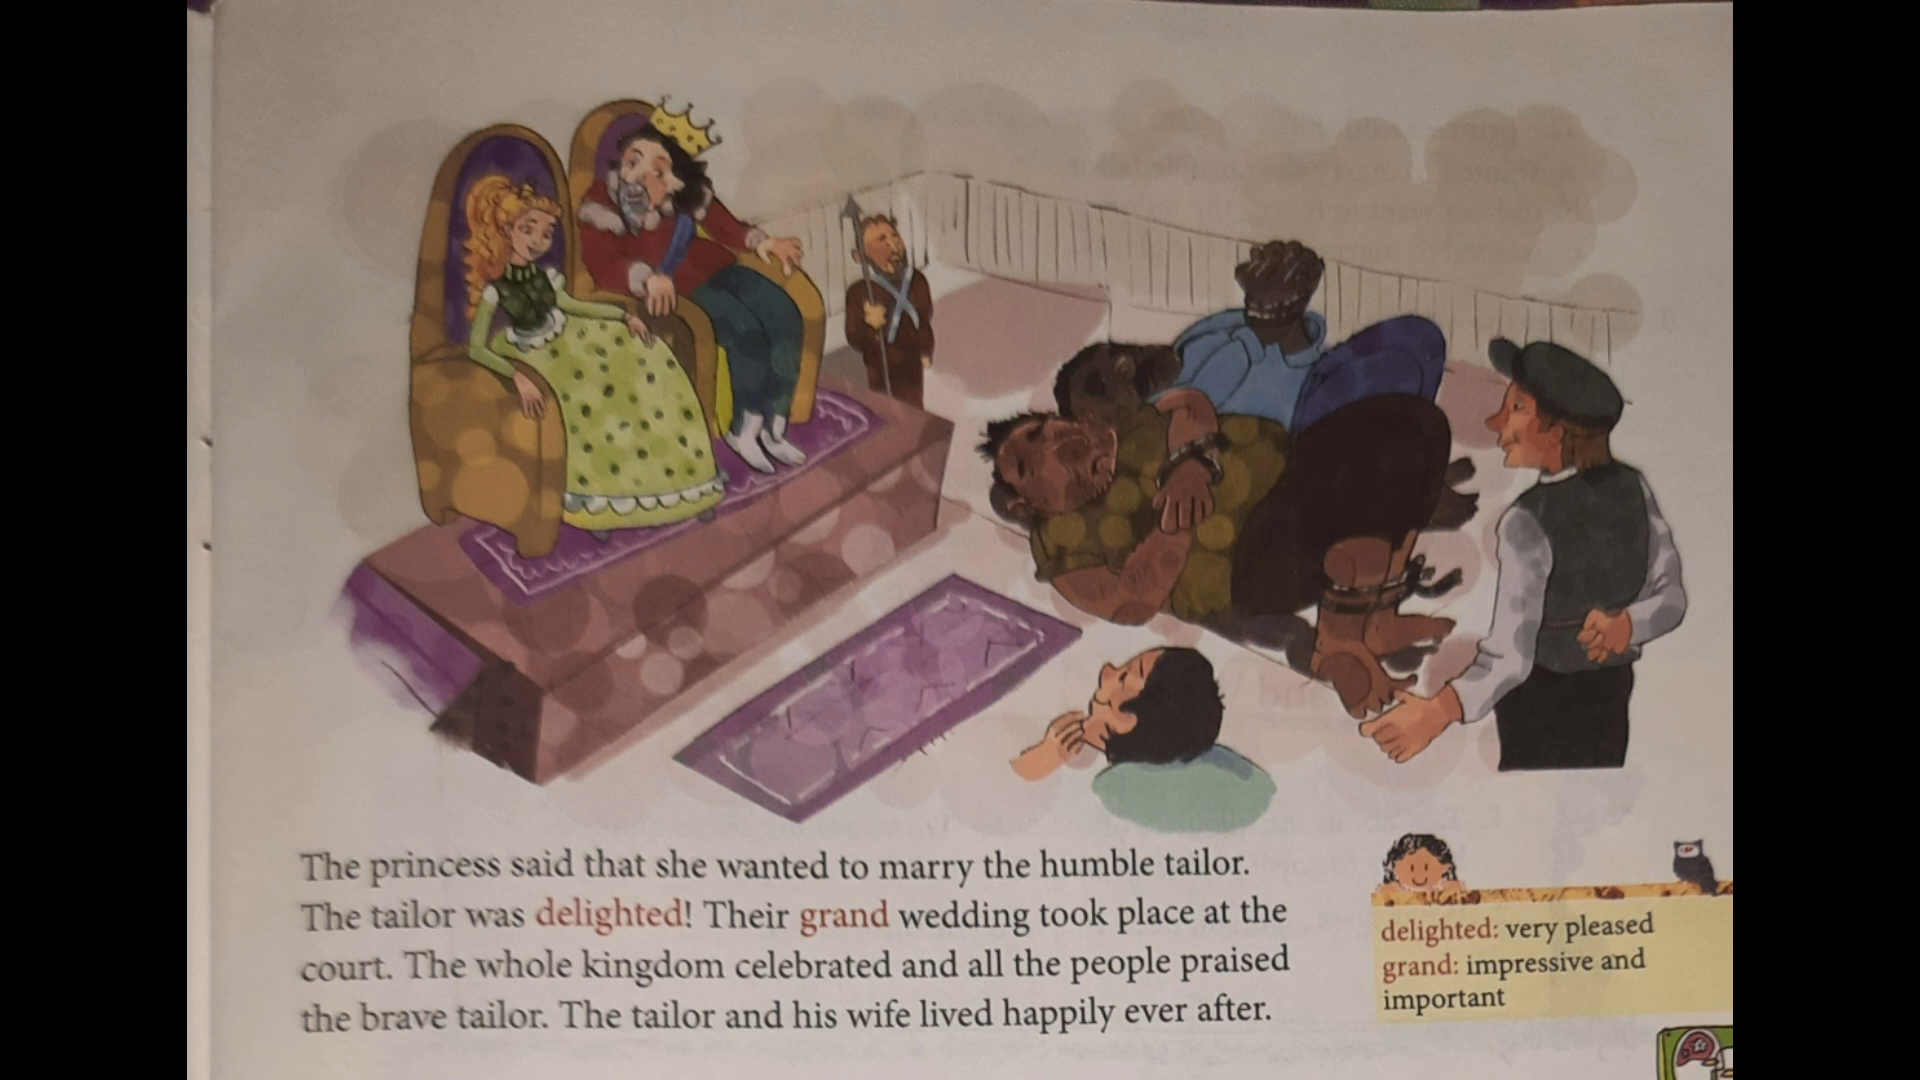 The princess said that she wanted to marry the humble tailor.
The tailor was delighted! Their grand wedding took place at the
court. The whole kingdom celebrated and all the people praised
the brave tailor. The tailor and his wife lived happily ever after.
delighted: very pleased
grand: impressive and
important